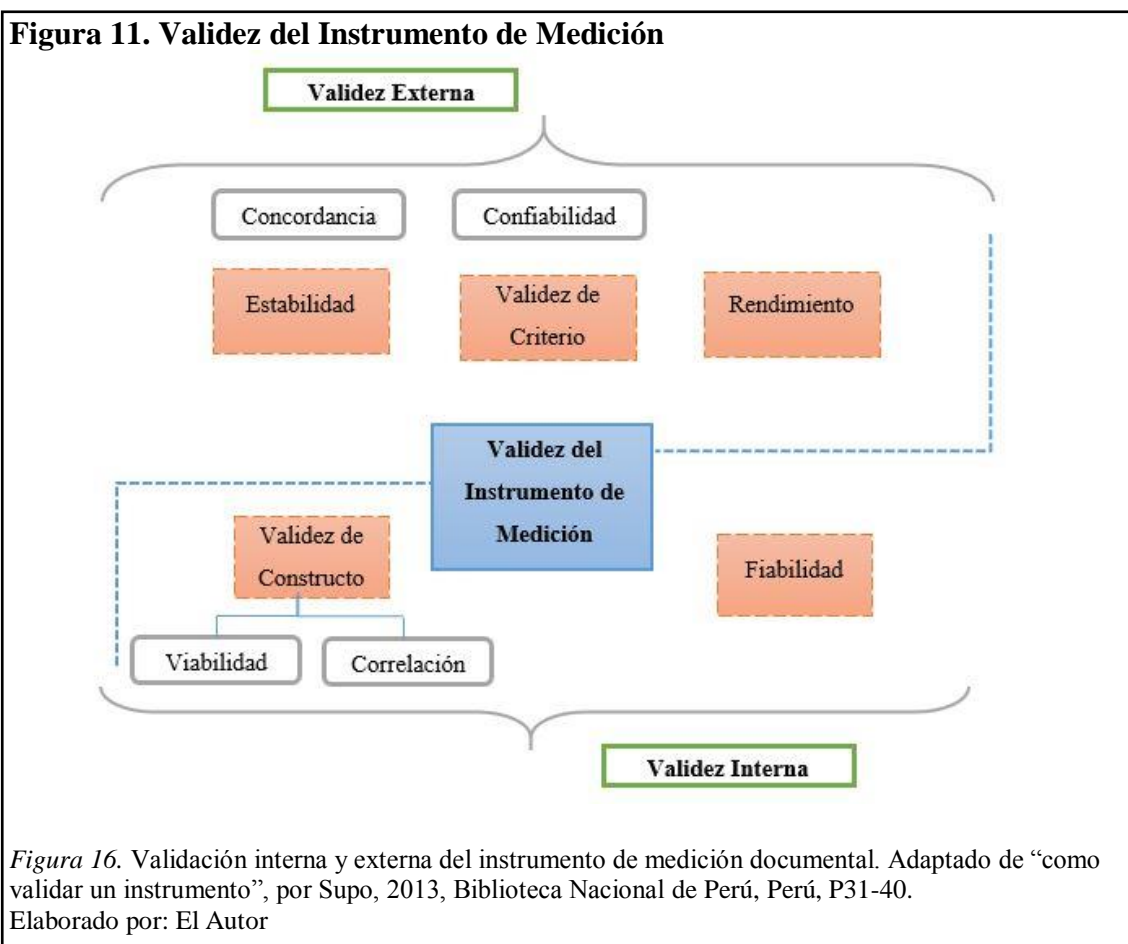 Figura 11. Validez del Instrumento de Medición
Validez Externa
Concordancia
Confiabilidad
Estabilidad
Validez de
Criterio
Rendimiento
Validez del
Instrumento de
Medición
Validez de
Constructo
Fiabilidad
Viabilidad
Correlación
Validez Interna
Figura 16. Validación interna y externa del instrumento de medición documental. Adaptado de “como
validar un instrumento”, por Supo, 2013, Biblioteca Nacional de Perú, Perú, P31-40.
Elaborado por: El Autor